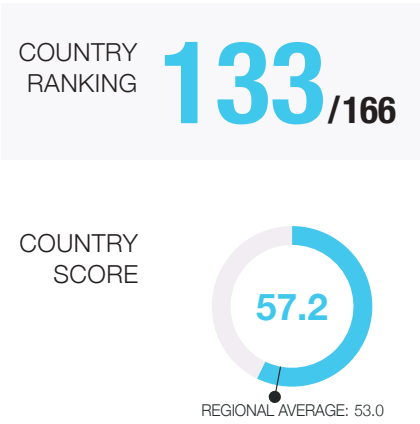 COUNTRY
RANKING
133/166
COUNTRY
SCORE
57.2
REGIONAL AVERAGE: 53.0